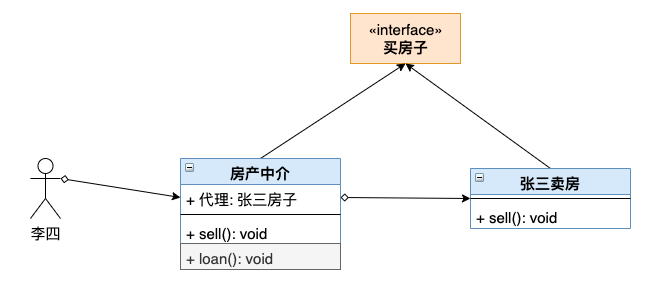 «interface»
买房子
房产中介
+ 代理: 张三房子
+ sell(): void
+ loan(): void
张三卖房
+ sell(): void
李四